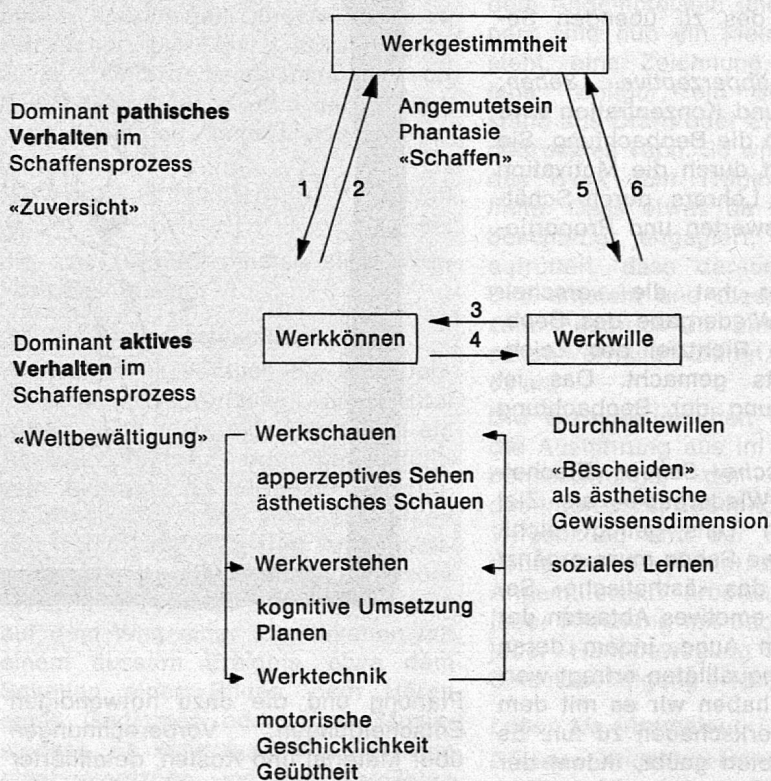 Werkgestimmtheit
Dominant pathisches
Verhalten im
Schaffensprozess
«Zuversicht»
Angemutetsein
Phantasie
«Schaffen»
1 2
5 6
3
4
Werkkönnen
Werkwille
Dominant aktives
Verhalten im
Schaffensprozess
«Weltbewältigung»
Werkschauen
apperzeptives Sehen
ästhetisches Schauen
Werkverstehen
kognitive Umsetzung
Planen
Werktechnik
motorische
Geschicklichkeit
Geübtheit
Durchhaltewillen
«Bescheiden»
als ästhetische
Gewissensdimension
soziales Lernen